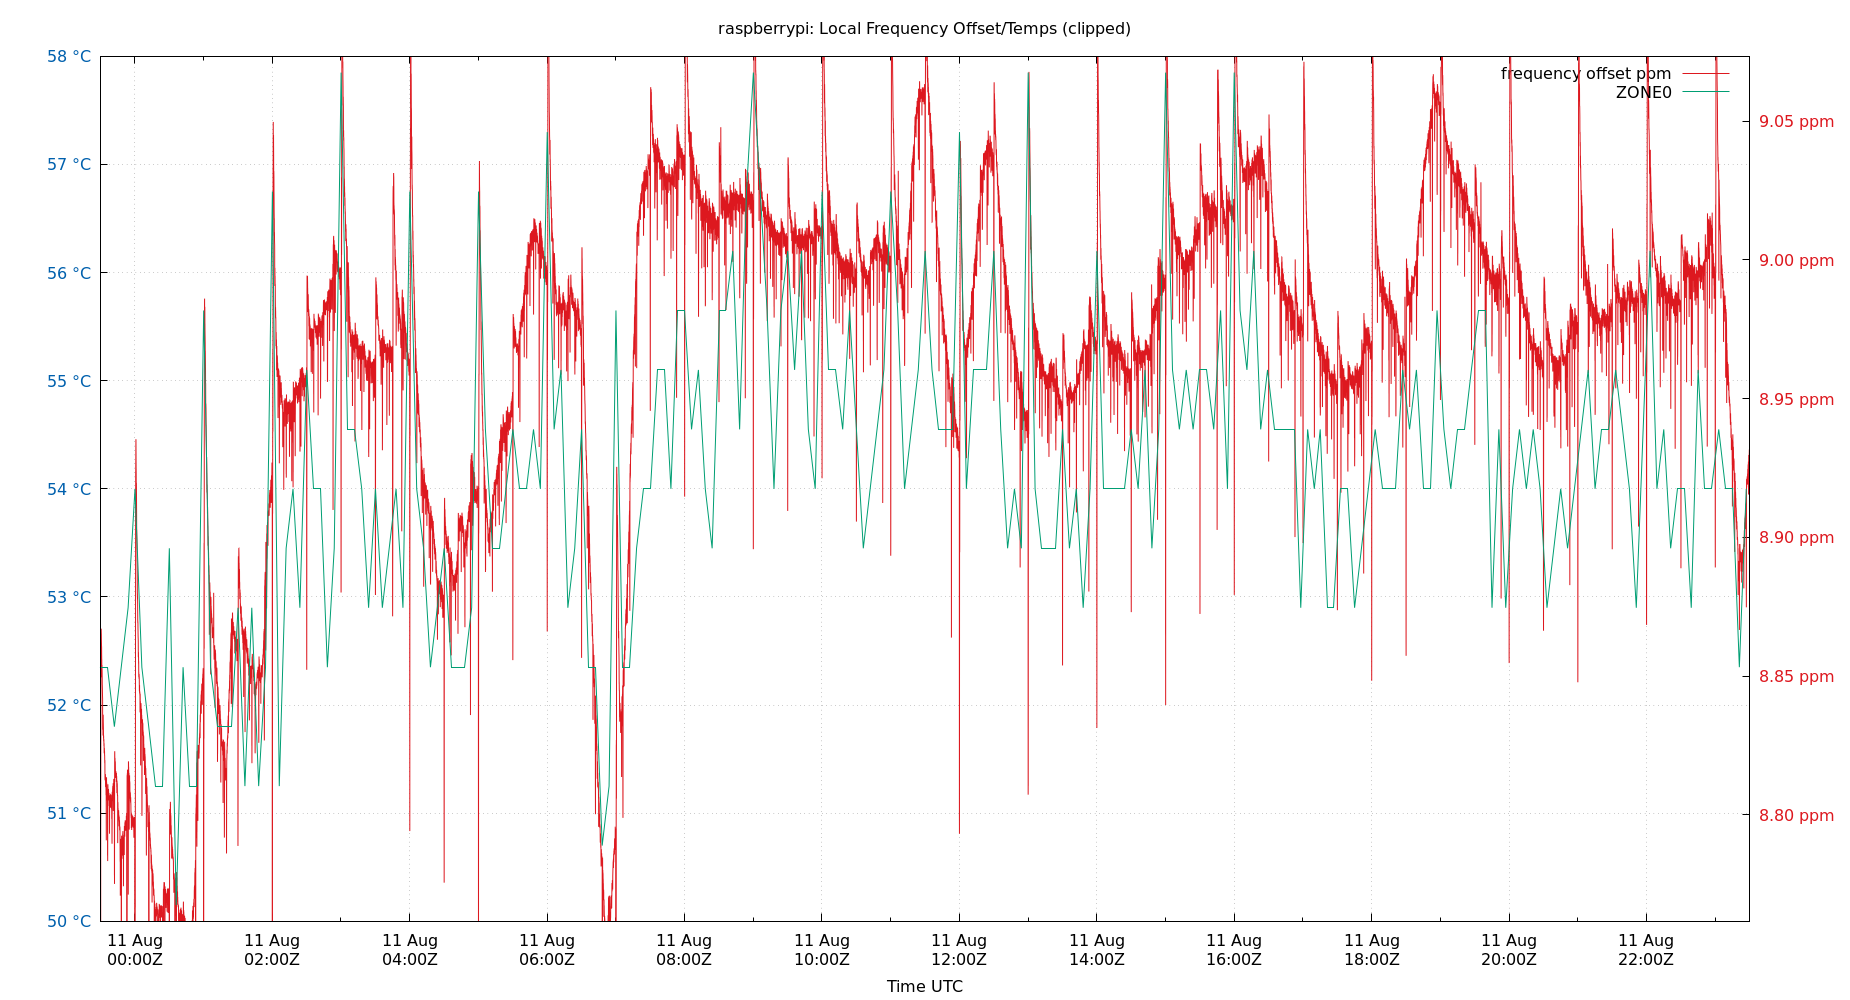 raspberrypi: Local Frequency Offset/Temps (clipped)
58 °C
57 °C
56 °C
55 °C
54 °C
53 °C
52 °C
51 °C
50 °C
frequency offset ppm
ZONE0
9.05 ppm
9.00 ppm
8.95 ppm
8.90 ppm
8.85 ppm
8.80 ppm
11 Aug 11 Aug 11 Aug 11 Aug 11 Aug 11 Aug 11 Aug 11 Aug 11 Aug 11 Aug 11 Aug 11 Aug
00:00Z 02:00Z 04:00Z 06:00Z 08:00Z 10:00Z 12:00Z 14:00Z 16:00Z 18:00Z 20:00Z 22:00Z
Time UTC